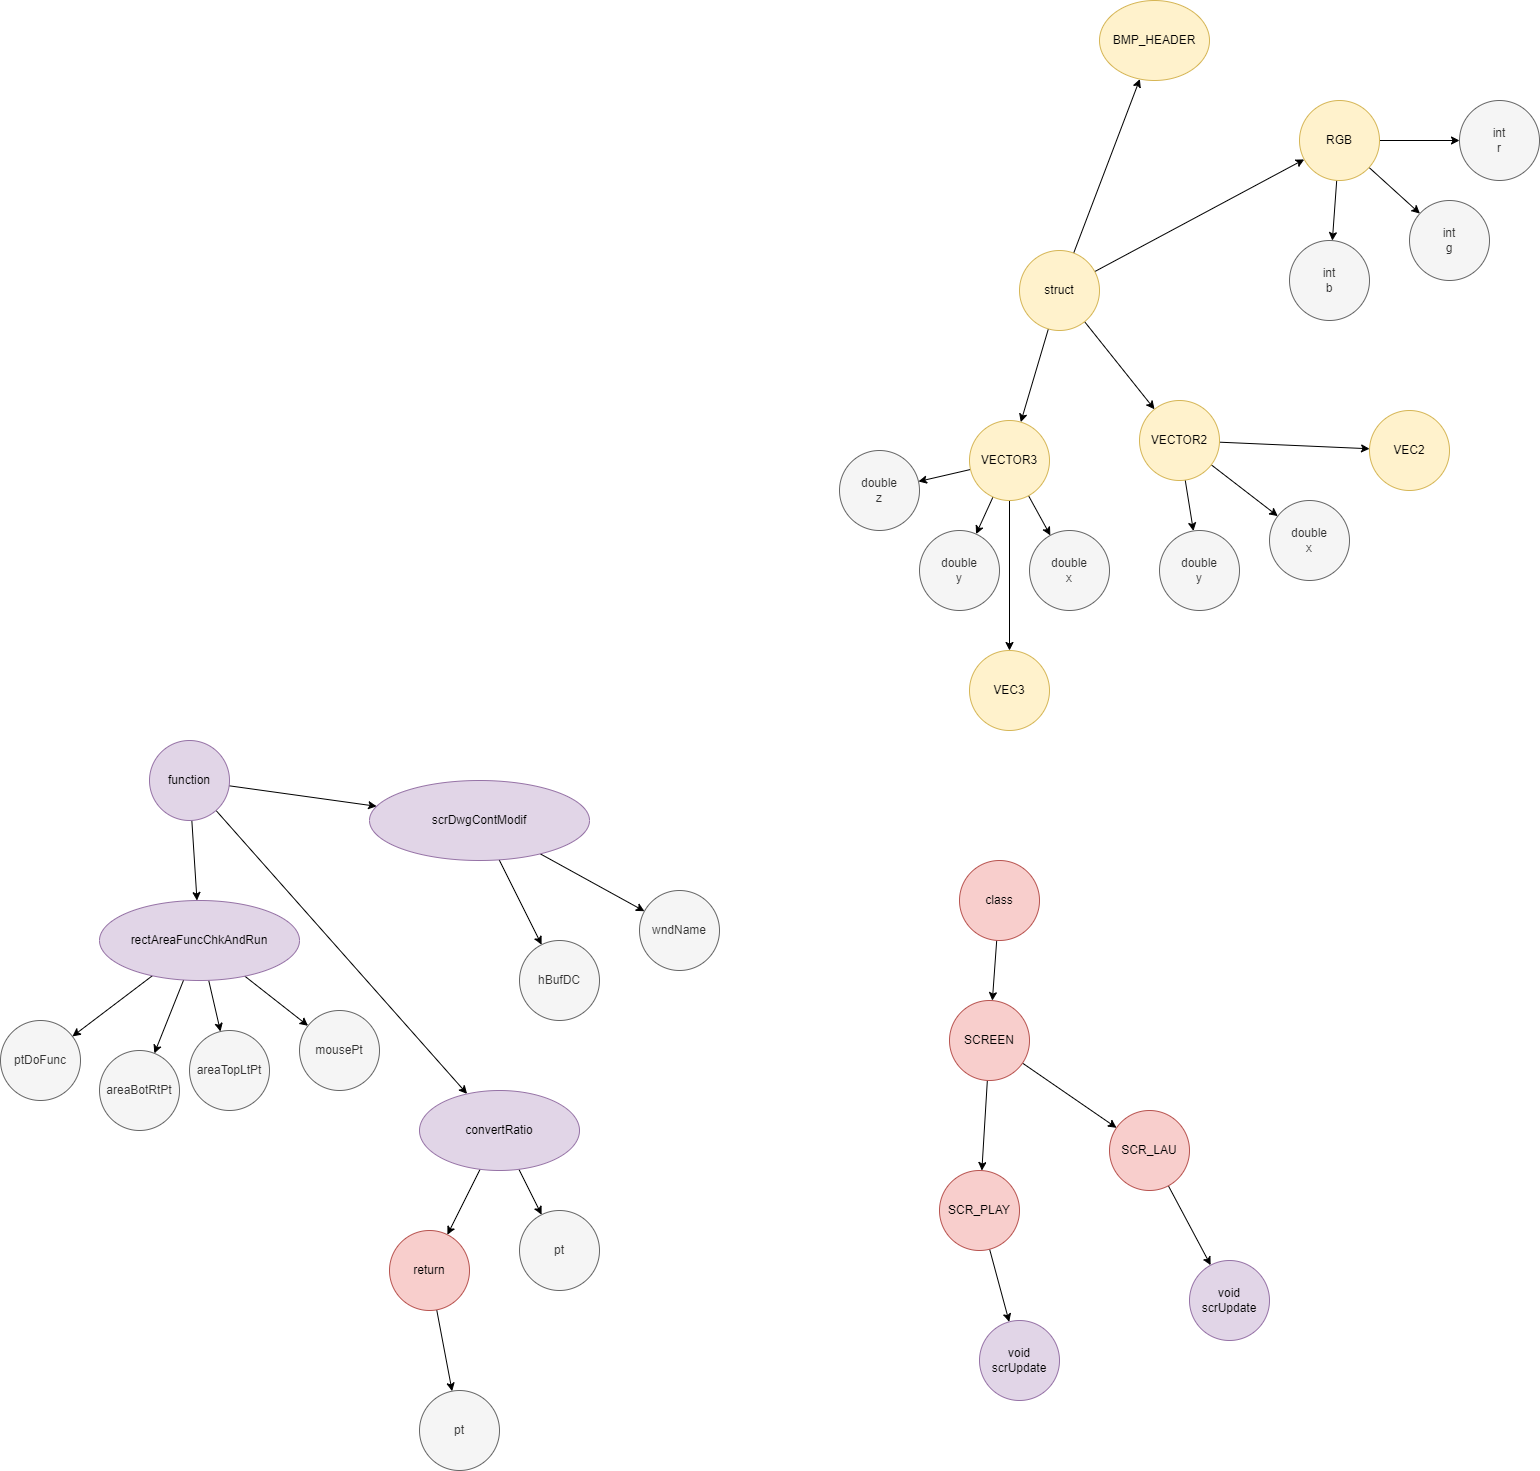 BMP_HEADER
RGB
int
r
int
g
int
b
struct
VECTOR3
VECTOR2
VEC2
double
z
double
y
double
x
double
y
double
x
VEC3
function
scrDwgContModif
rectAreaFuncChkAndRun
hBufDC
wndName
ptDoFunc
areaBotRtPt
areaTopLtPt
mousePt
convertRatio
return
pt
pt
class
SCREEN
SCR_LAU
SCR_PLAY
void
scrUpdate
void
scrUpdate